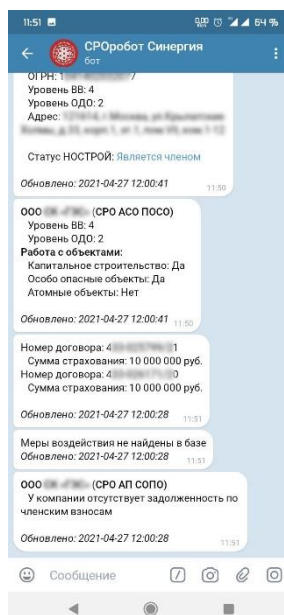 11:51
64 %
СРОробот Синергия
бот
ОГРН: 1
Уровень ВВ: 4
Уровень ОДО: 2
Адрес:
Статус НОСТРОЙ: Является членом
Обновлено: 2021-04-27 12:00:41
11:50
ООО (СРО АСО ПОСО)
Уровень ВВ: 4
Уровень ОДО: 2
Работа с объектами:
Капитальное строительство: Да
Особо опасные объекты: Да
Атомные объекты: Нет
Обновлено: 2021-04-27 12:00:41 11:50
Номер договора: 4
Сумма страхования: 10 000 000 руб.
Номер договора: 4
Сумма страхования: 10 000 000 руб.
Обновлено: 2021-04-27 12:00:28 11:51
Меры воздействия не найдены в базе
Обновлено: 2021-04-27 12:00:28 11:51
ООО (СРО АП СОПО)
У компании отсутствует задолженность по
членским взносам
Обновлено: 2021-04-27 12:00:28 11:51
Сообщение